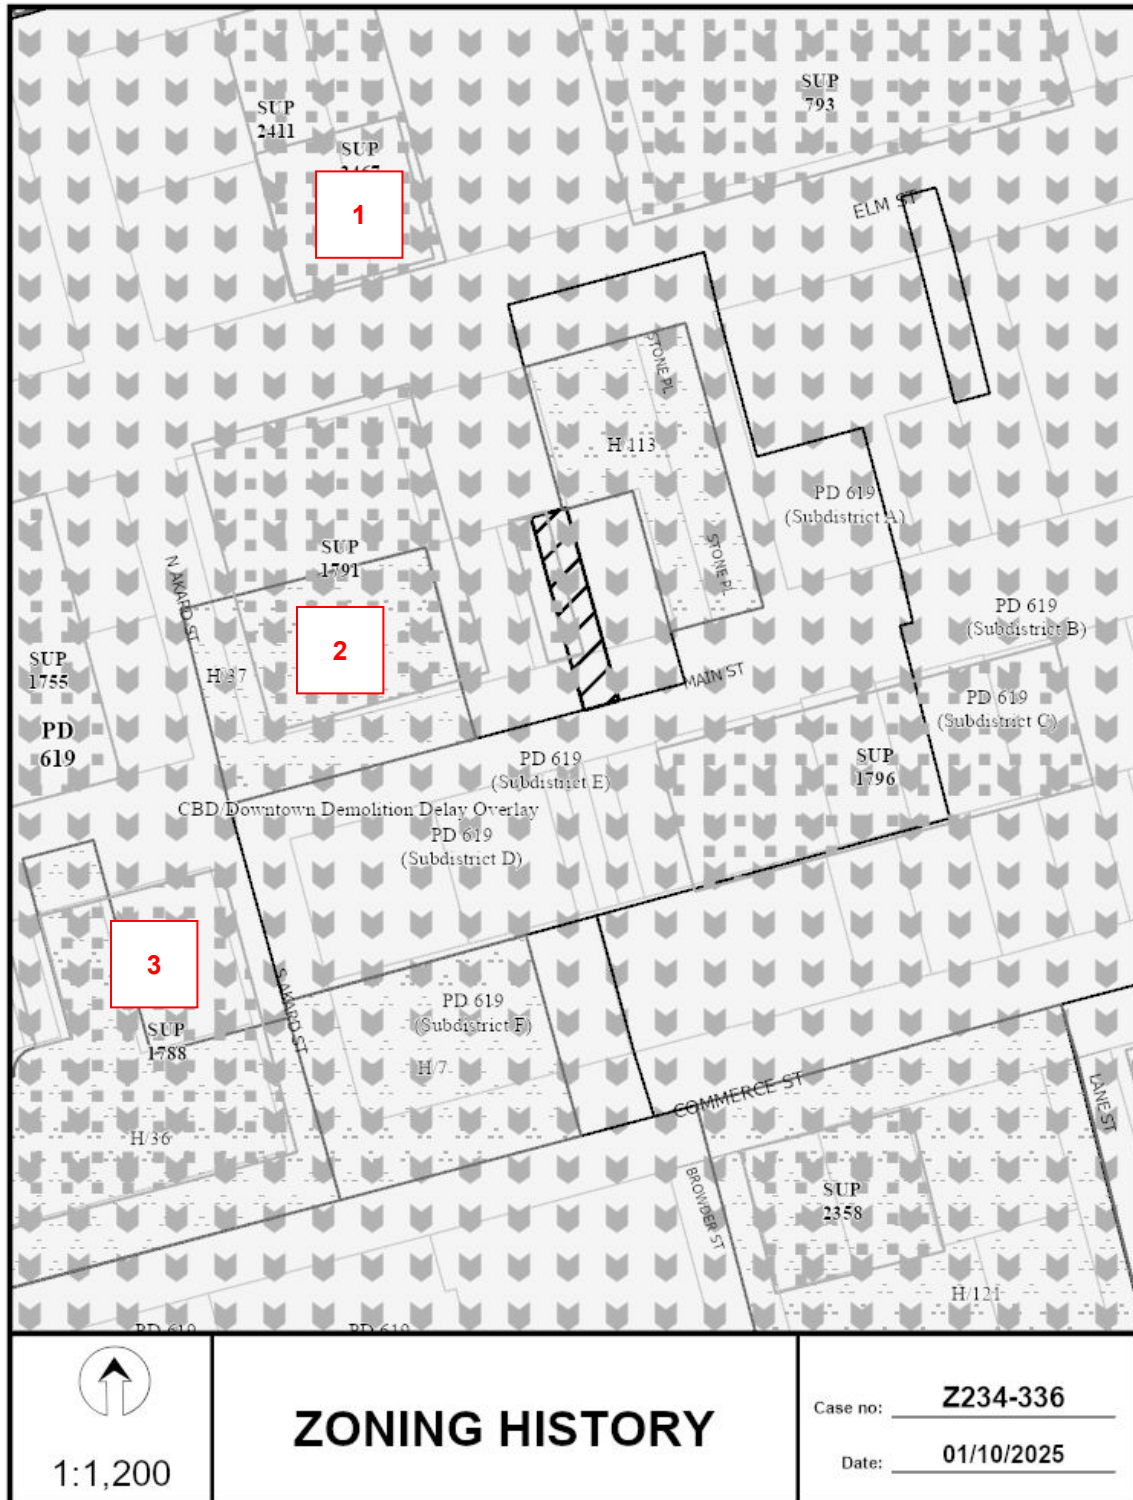 SUP
793
SUP
2411
SUP
1
ELM ST
STONE PL
H/113
PD 619
(Subdistrict A)
SUP
1791
N AKARD ST
STONE PL
PD 619
(Subdistrict B)
2
H/37
SUP
1755
PD
619
MAIN ST
PD 619
(Subdistrict C)
PD 619
(Subdistrict E)
SUP
1796
CBD/Downtown Demolition Delay Overlay
PD 619
(Subdistrict D)
3
S AKARD ST
PD 619
(Subdistrict F)
SUP
1788
H/7
COMMERCE ST
LANE ST
H/36
BROWDER ST
SUP
2358
H/121
PD 619
PD 619
1:1,200
ZONING HISTORY
Case no: Z234-336
Date: 01/10/2025